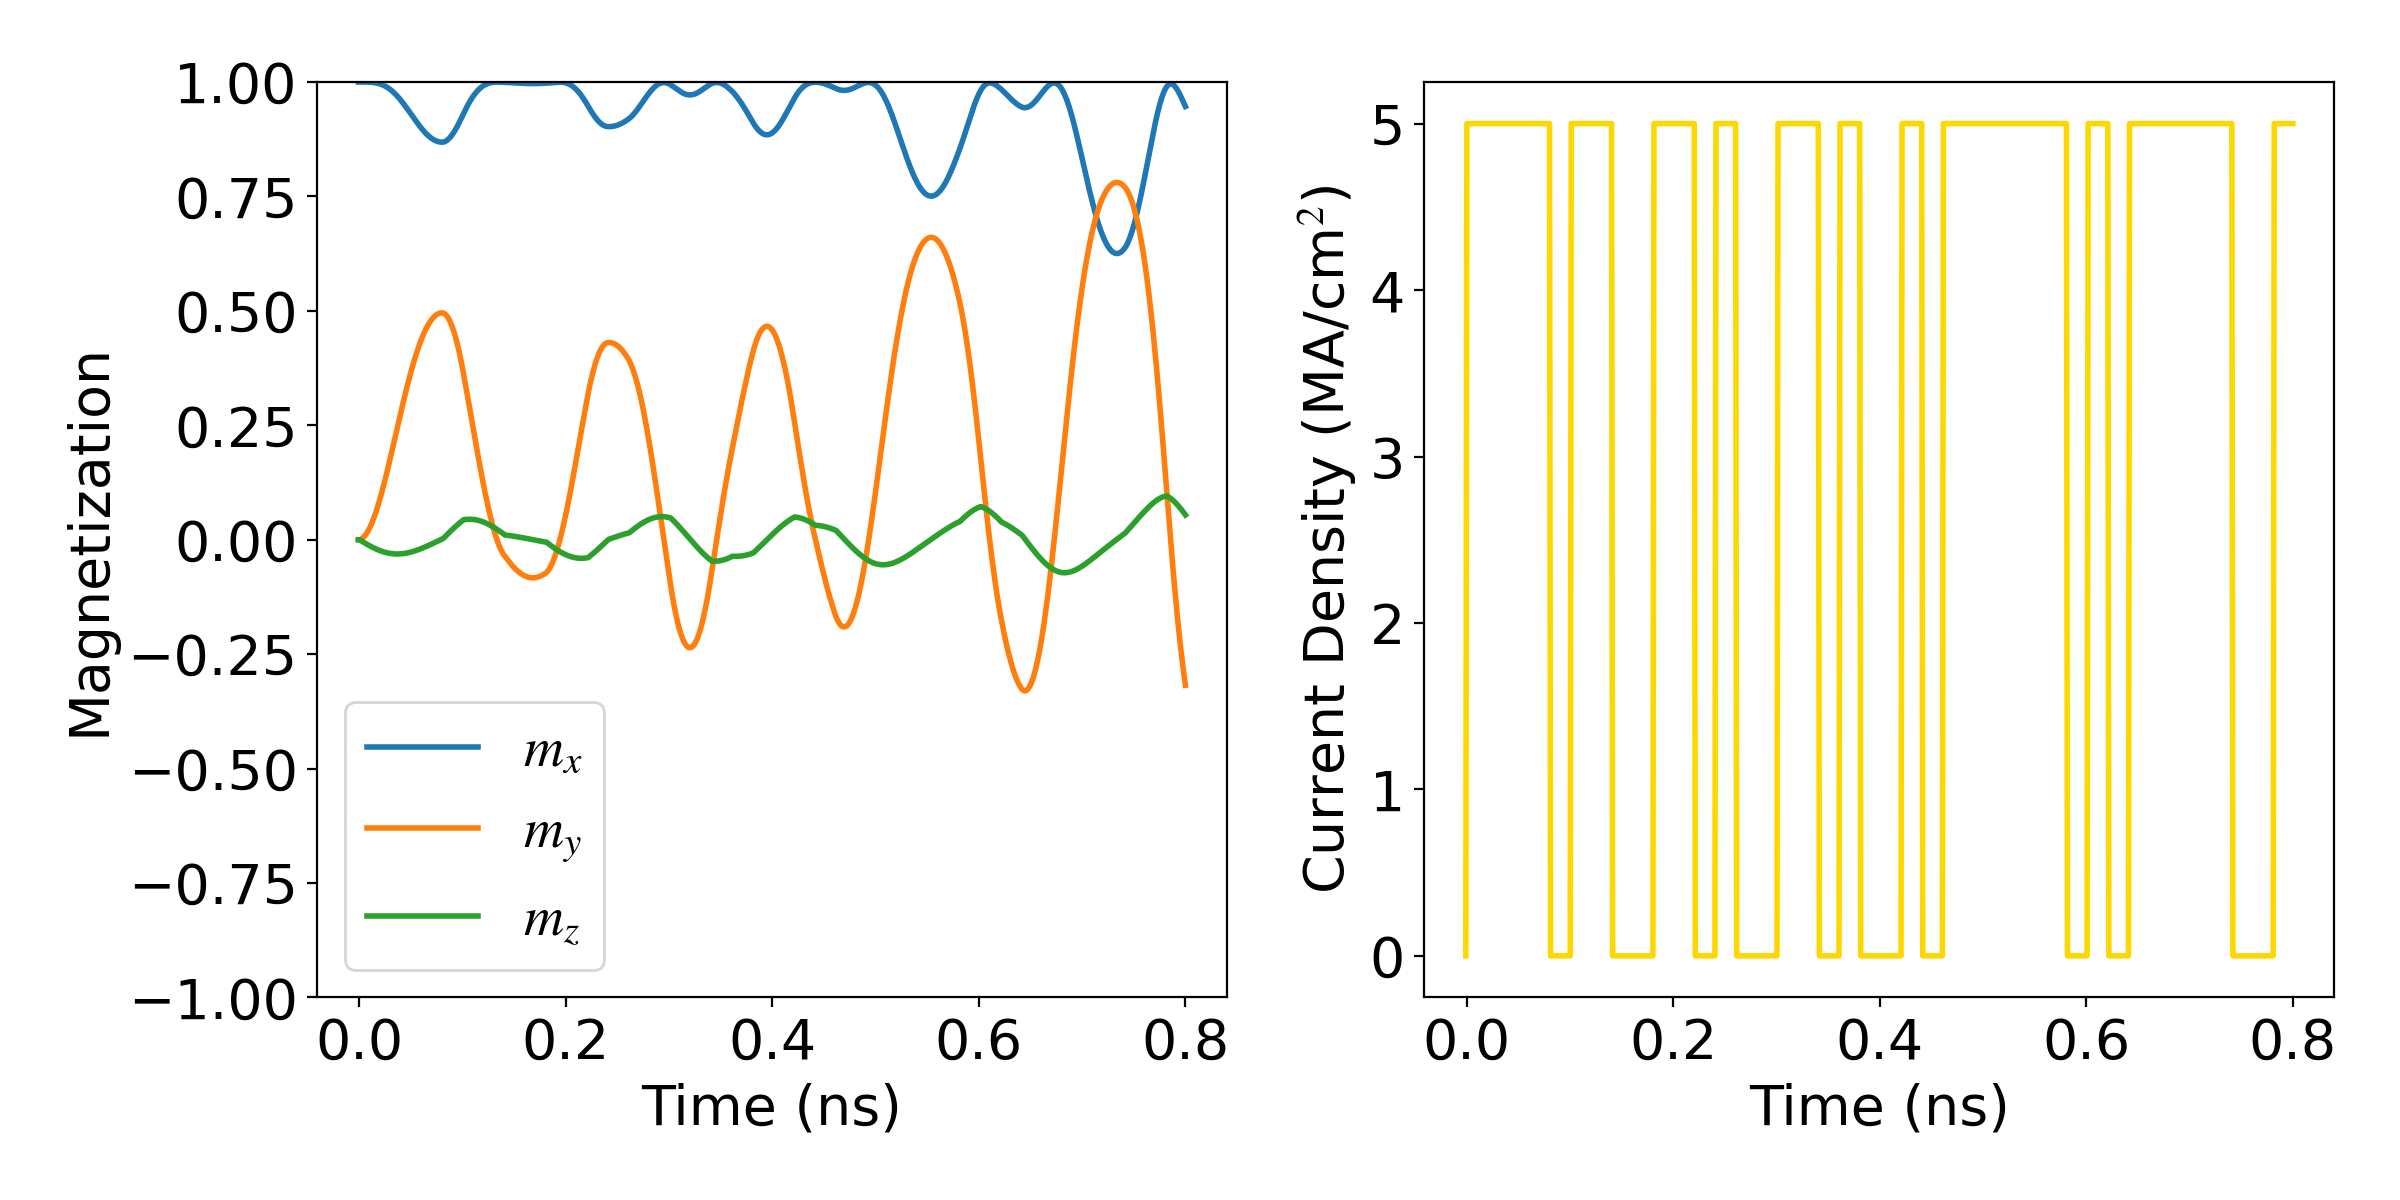 Magnetization
1.00
0.75
0.50
0.25
0.00
−0.25
−0.50
−0.75
−1.00
m_x
m_y
m_z
0.0 0.2 0.4 0.6 0.8
Time (ns)
Current Density (MA/cm²)
5
4
3
2
1
0
0.0 0.2 0.4 0.6 0.8
Time (ns)